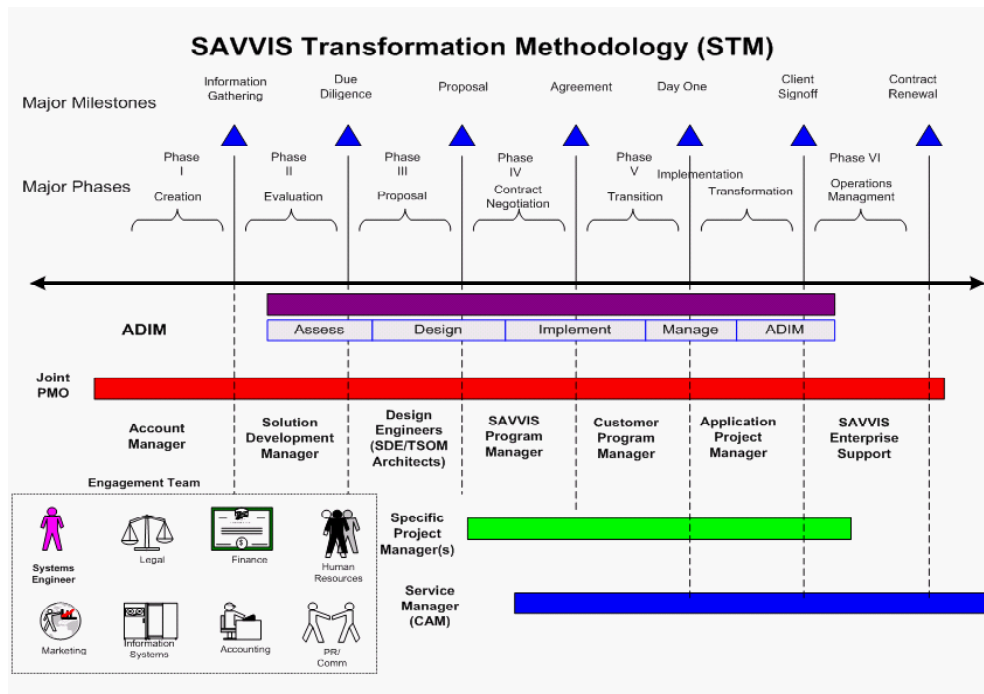 SAVVIS Transformation Methodology (STM)
Major Milestones
Information
Gathering
Due
Diligence
Proposal
Agreement
Day One
Client
Signoff
Contract
Renewal
Major Phases
Phase
I
Creation
Phase
II
Evaluation
Phase
III
Proposal
Phase
IV
Contract
Negotiation
Phase
V
Implementation
Transition
Transformation
Phase VI
Operations
Managment
ADIM
Assess
Design
Implement
Manage
ADIM
Joint
PMO
Account
Manager
Solution
Development
Manager
Design
Engineers
(SDE/TSOM
Architects)
SAVVIS
Program
Manager
Customer
Program
Manager
Application
Project
Manager
SAVVIS
Enterprise
Support
Engagement Team
Systems
Engineer
Legal
$
Finance
Human
Resources
Marketing
Information
Systems
Accounting
PR/
Comm
Specific
Project
Manager(s)
Service
Manager
(CAM)